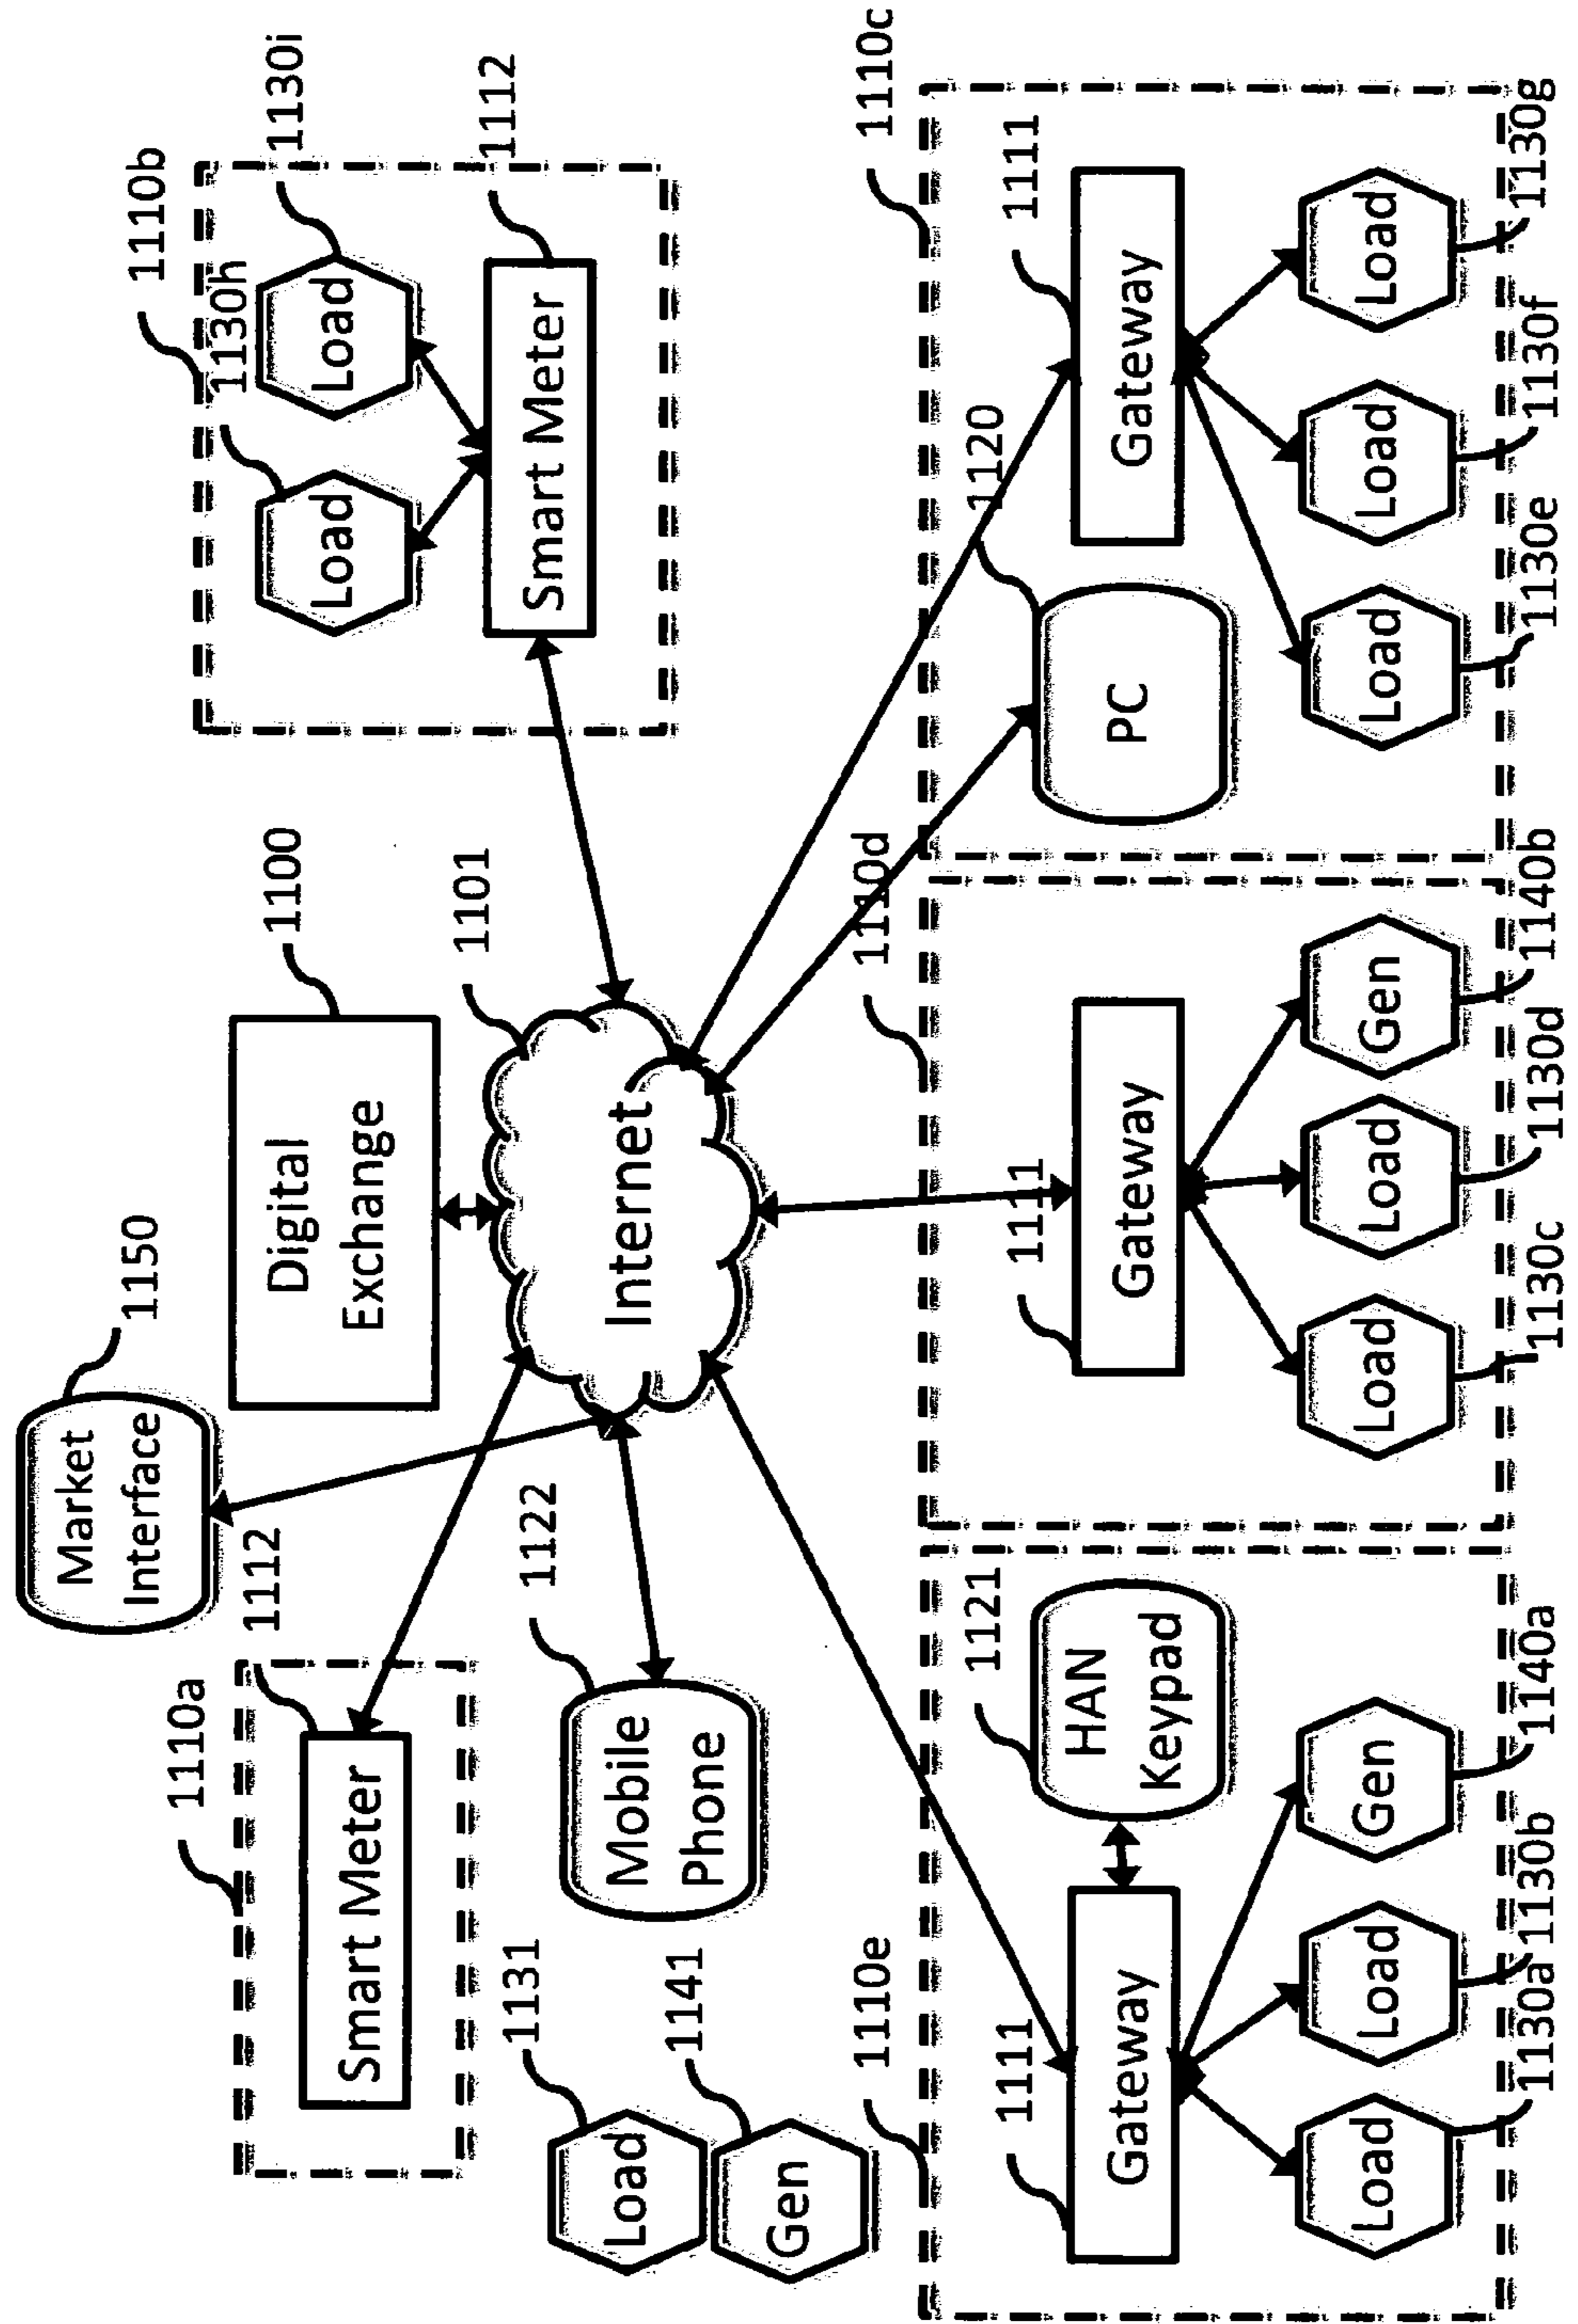 Market
Interface
1150
Digital
Exchange
1100
1110b
1130h
1130i
Load
Load
1112
Smart Meter
1110a
1112
Smart Meter
1101
Internet
1122
Mobile
Phone
1131
Load
1141
Gen
1110e
1111
Gateway
1121
HAN
Keypad
Load
Load
Gen
1130a
1130b
1140a
1110d
1111
Gateway
Load
Load
Gen
1130c
1130d
1140b
1110c
1120
PC
1111
Gateway
Load
Load
Load
1130e
1130f
1130g